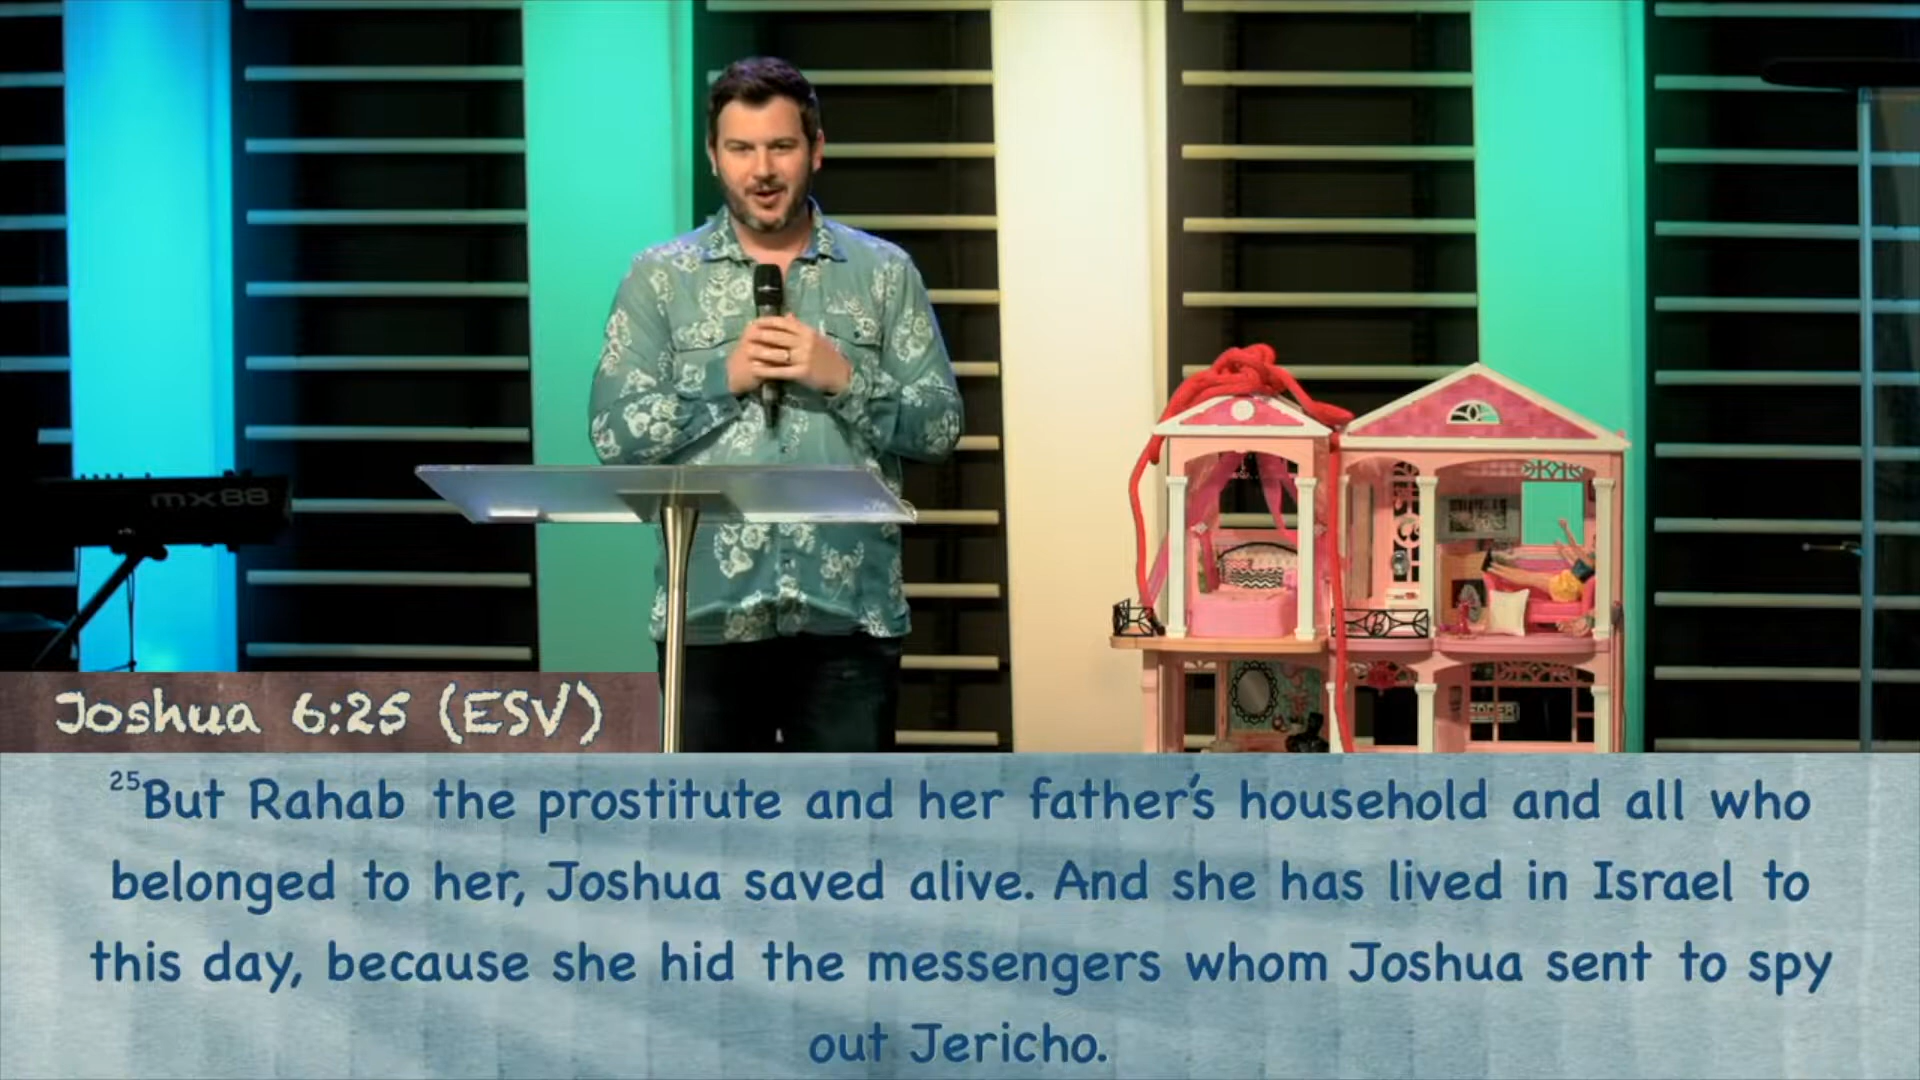 mx88
Joshua 6:25 (ESV)
25But Rahab the prostitute and her father's household and all who
belonged to her, Joshua saved alive. And she has lived in Israel to
this day, because she hid the messengers whom Joshua sent to spy
out Jericho.